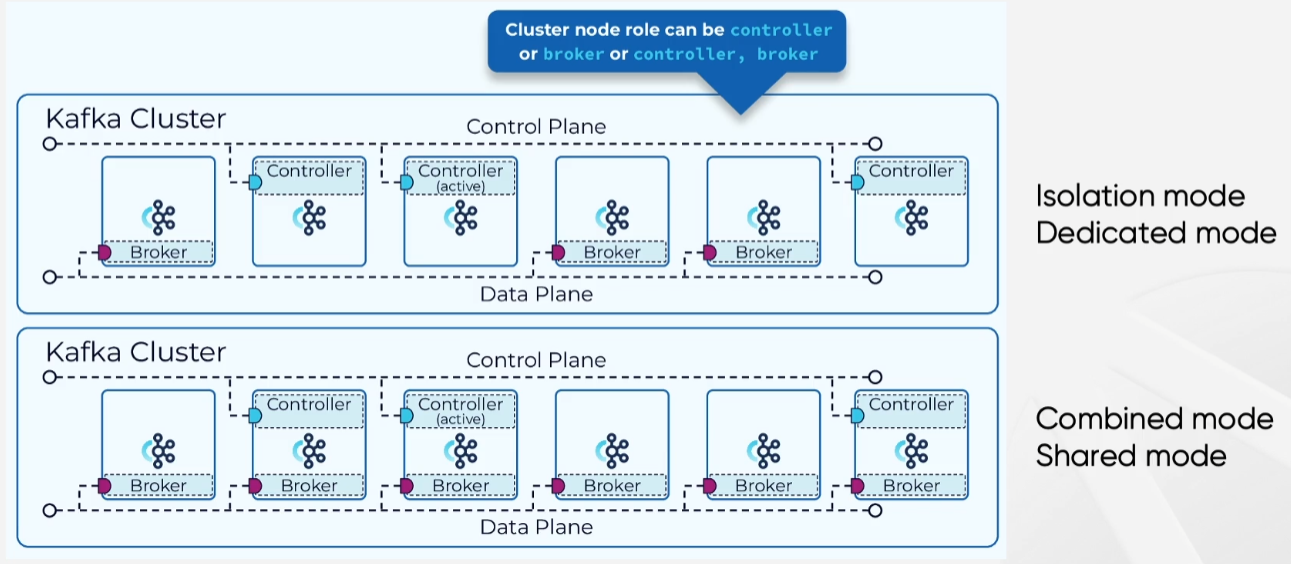 Cluster node role can be controller
or broker or controller, broker
Kafka Cluster
Control Plane
Controller
Controller
(active)
Controller
Broker
Broker
Broker
Data Plane
Isolation mode
Dedicated mode
Kafka Cluster
Control Plane
Controller
Controller
(active)
Controller
Broker
Broker
Broker
Broker
Broker
Broker
Data Plane
Combined mode
Shared mode